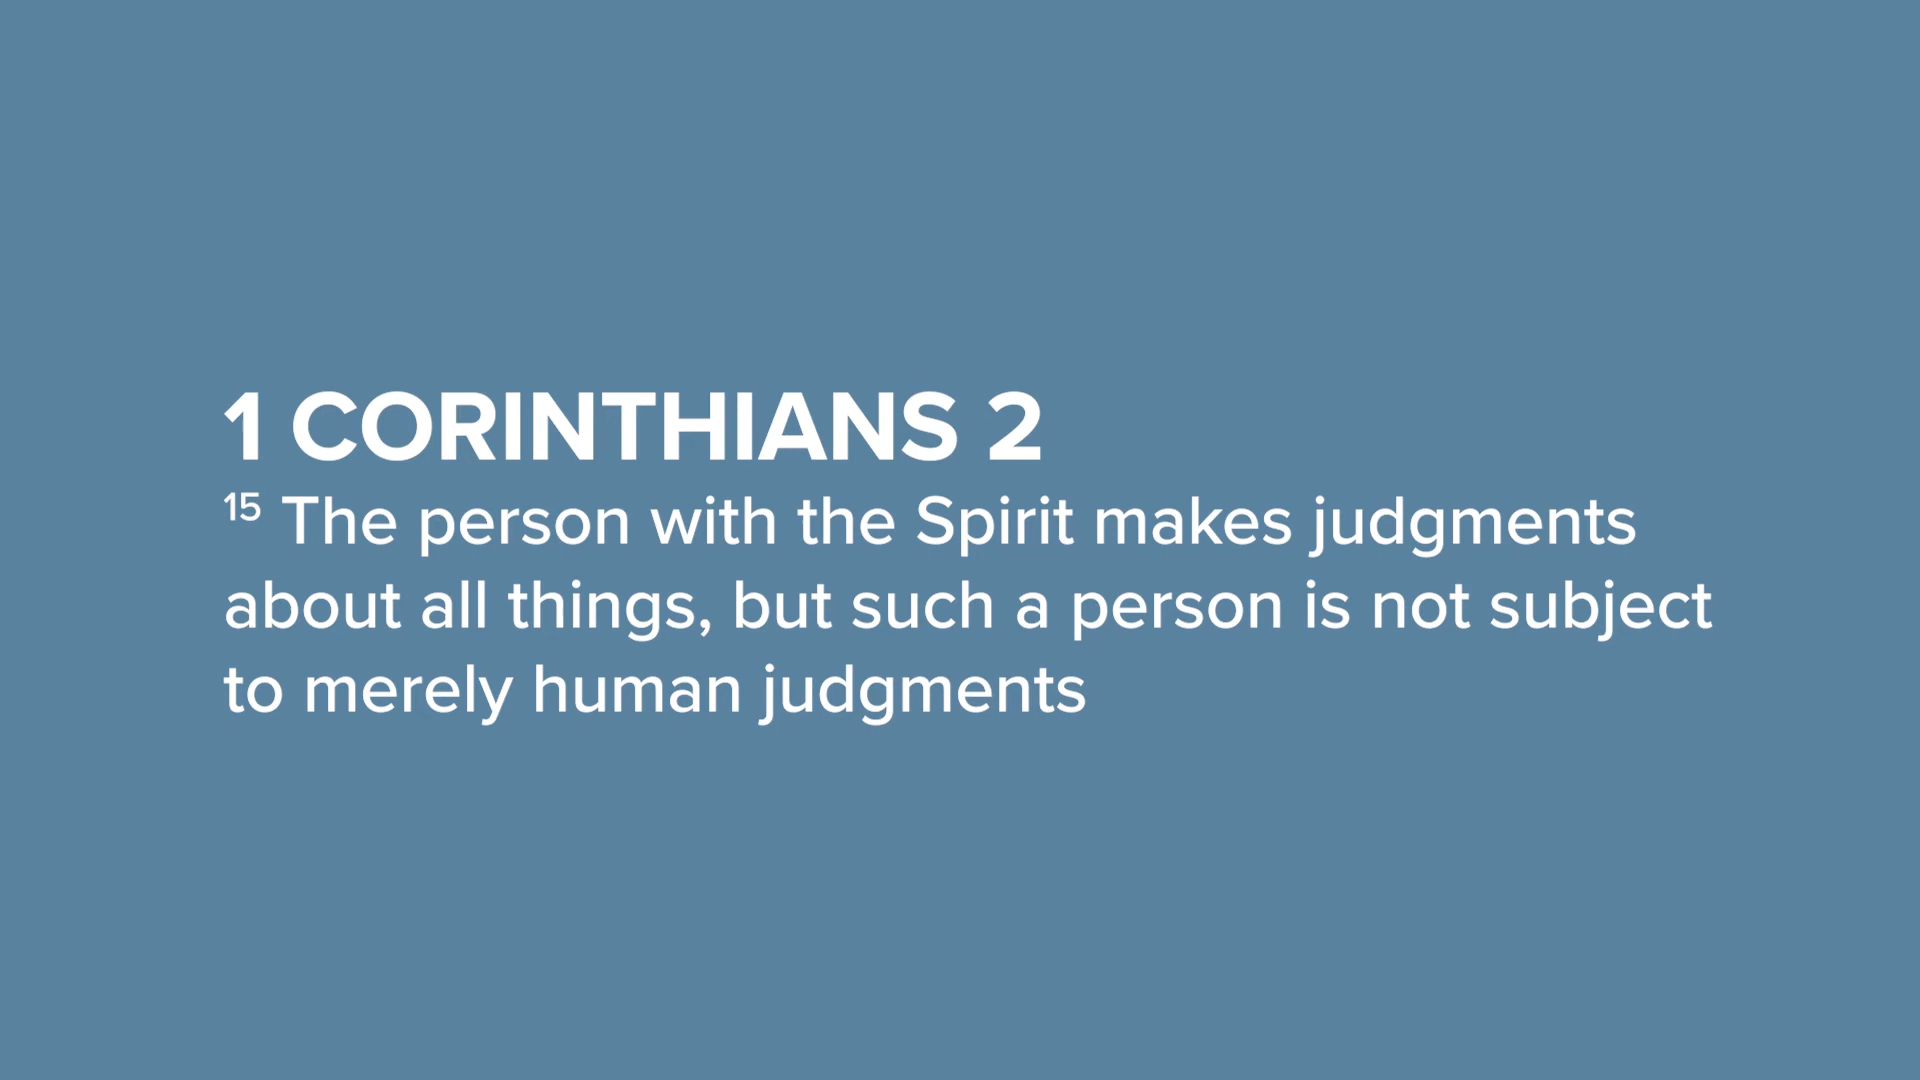 1 CORINTHIANS 2
15 The person with the Spirit makes judgments
about all things, but such a person is not subject
to merely human judgments